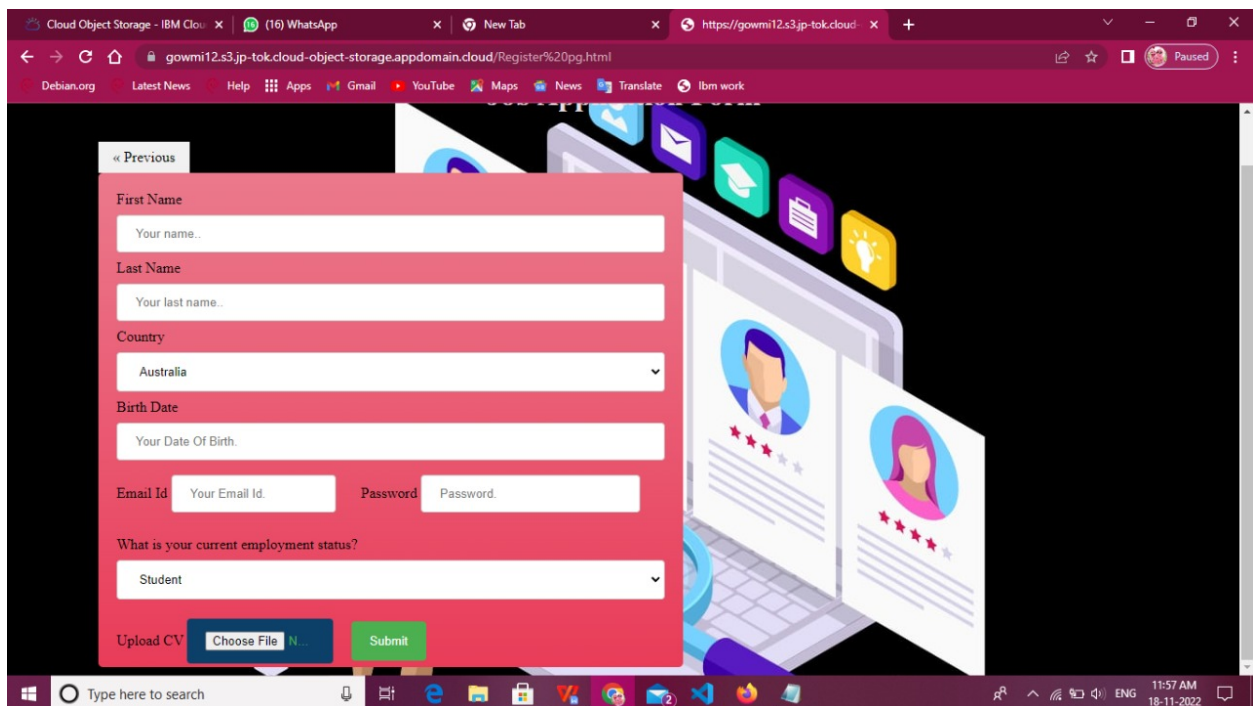 Cloud Object Storage - IBM Clou
(16) WhatsApp
New Tab
https://gowmi12.s3.jp-tok.cloud-
gowmi12.s3.jp-tok.cloud-object-storage.appdomain.cloud/Register%20pg.html
Paused
Debian.org Latest News Help Apps Gmail YouTube Maps News Translate Ibm work
Job Application Form
« Previous
First Name
Your name..
Last Name
Your last name..
Country
Australia
Birth Date
Your Date Of Birth.
Email Id Your Email Id. Password Password.
What is your current employment status?
Student
Upload CV Choose File N... Submit
Type here to search
2
ENG
11:57 AM
18-11-2022